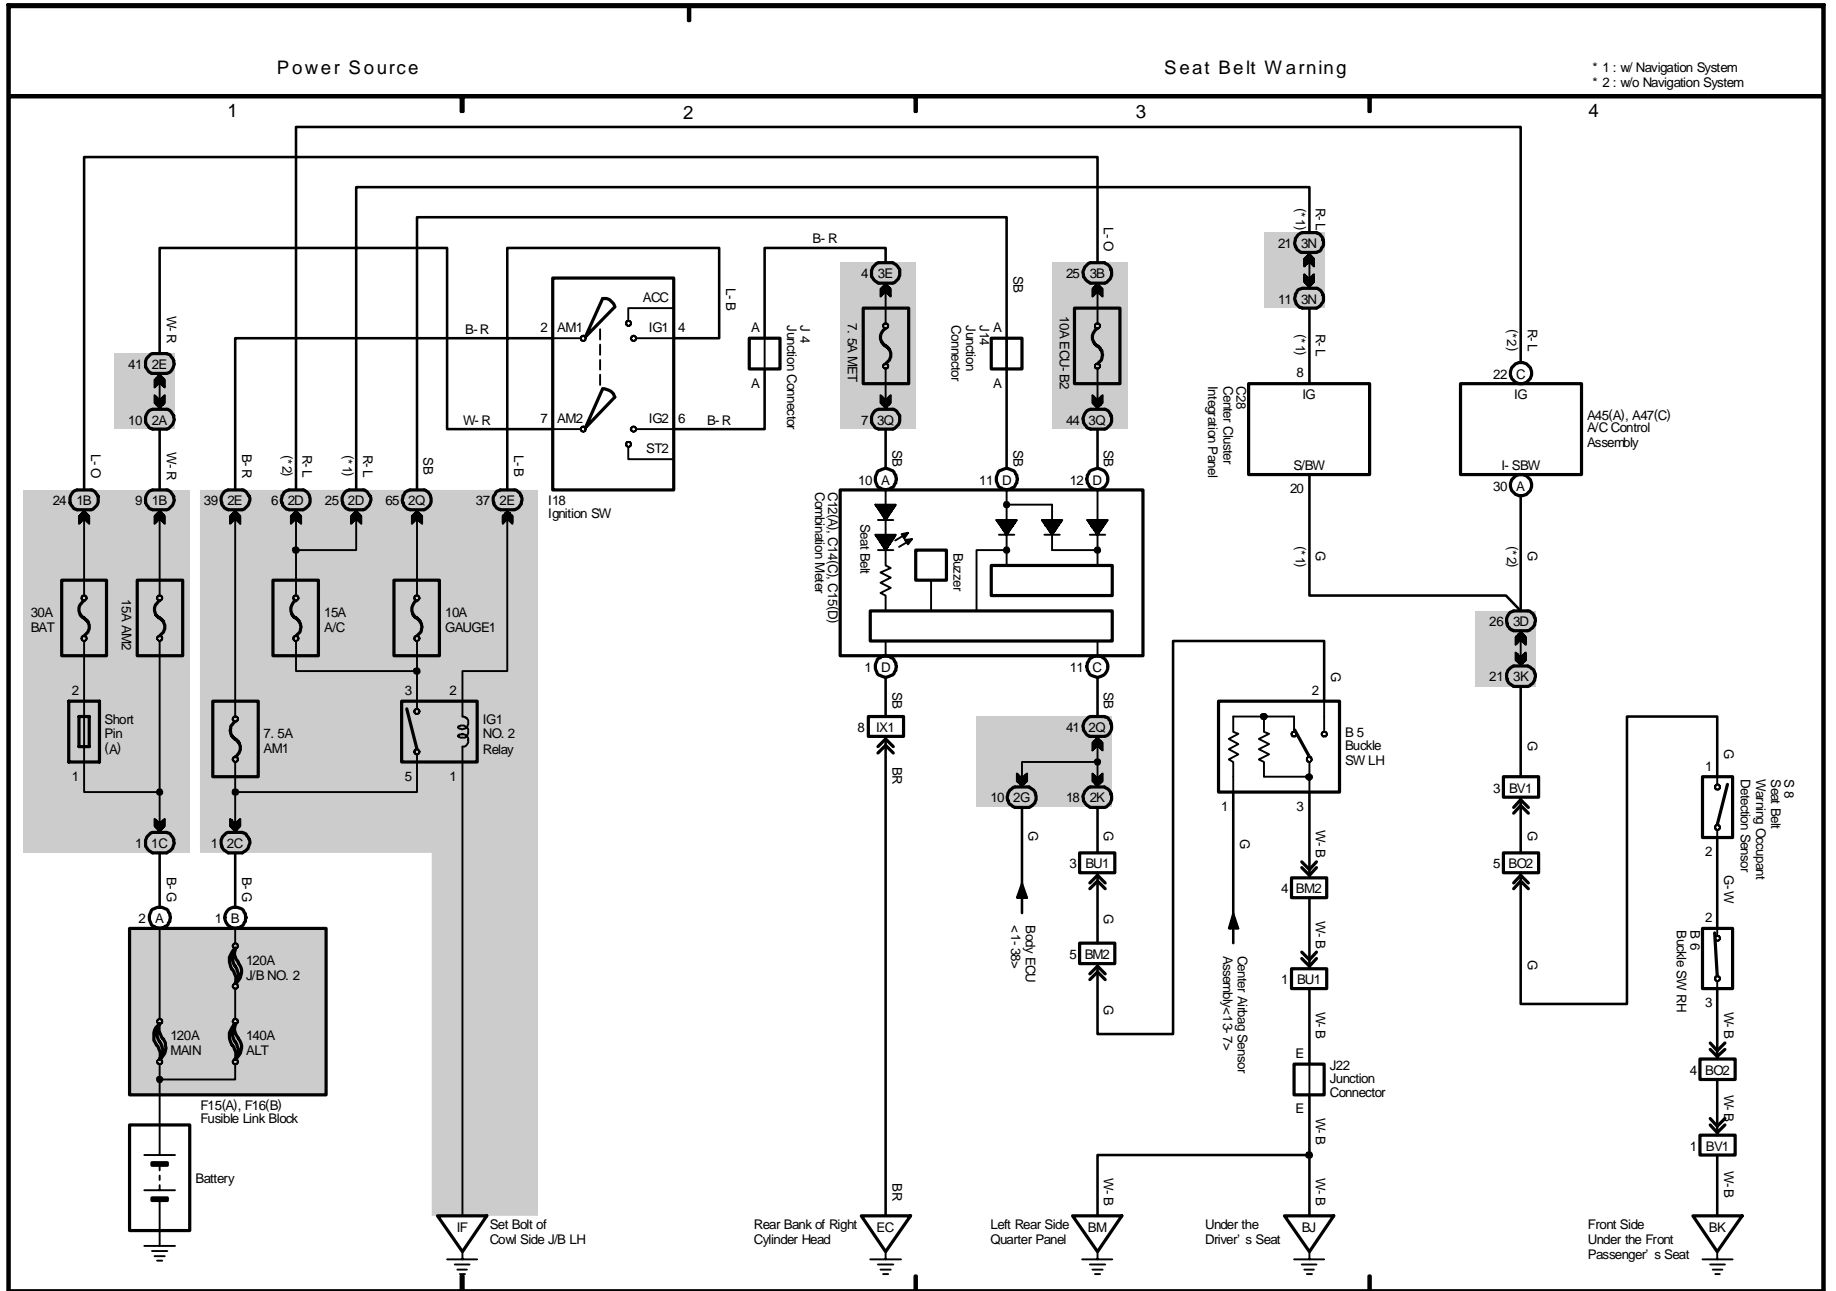 Power Source
Seat Belt Warning
* 1 : w/ Navigation System
* 2 : w/o Navigation System
1
2
3
4
B- R
R- L
(*1)
21 3N
11 3N
R- L
(*1)
8
IG
S/BW
20
C28
Center Cluster
Integration Panel
L- O
25 3B
10A ECU- B2
44 3Q
SB
12 D
4 3E
7. 5A MET
7 3Q
SB
10 A
SB
A
A
J14
Junction
Connector
SB
11 D
R- L
(*2)
22 C
IG
I- SBW
30 A
A45(A), A47(C)
A/C Control
Assembly
W- R
41 2E
10 2A
W- R
L- O
B- R
R- L
(*2)
R- L
(*1)
SB
L- B
24 1B
9 1B
39 2E
6 2D
25 2D
65 2Q
37 2E
L- B
B- R
2 AM1
ACC
IG1 4
W- R
7 AM2
IG2 6
ST2
B- R
I18
Ignition SW
A
A
J 4
Junction Connector
30A
BAT
15A AM2
15A
A/C
10A
GAUGE1
2
Short
Pin
(A)
1
7. 5A
AM1
3
2
5
1
IG1
NO. 2
Relay
1 1C
1 2C
B- G
B- G
2 A
1 B
120A
J/B NO. 2
120A
MAIN
140A
ALT
F15(A), F16(B)
Fusible Link Block
Battery
IF
Set Bolt of
Cowl Side J/B LH
Seat Belt
Buzzer
C12(A), C14(C), C15(D)
Combination Meter
1 D
11 C
SB
8 IX1
BR
BR
Rear Bank of Right
Cylinder Head
EC
SB
41 2Q
10 2G
18 2K
G
G
3 BU1
G
5 BM2
G
Body ECU
<1- 38>
G
2
B 5
Buckle
SW LH
1
3
G
Center Airbag Sensor
Assembly<13- 7>
W- B
4 BM2
W- B
1 BU1
W- B
E
J22
Junction
Connector
E
W- B
W- B
W- B
Left Rear Side
Quarter Panel
BM
Under the
Driver' s Seat
BJ
G
(*1)
G
(*2)
26 3D
21 3K
G
3 BV1
G
5 BO2
G
G
1
2
S 8
Seat Belt
Warning Occupant
Detection Sensor
G- W
2
3
B 6
Buckle SW RH
W- B
4 BO2
W- B
1 BV1
W- B
Front Side
Under the Front
Passenger' s Seat
BK